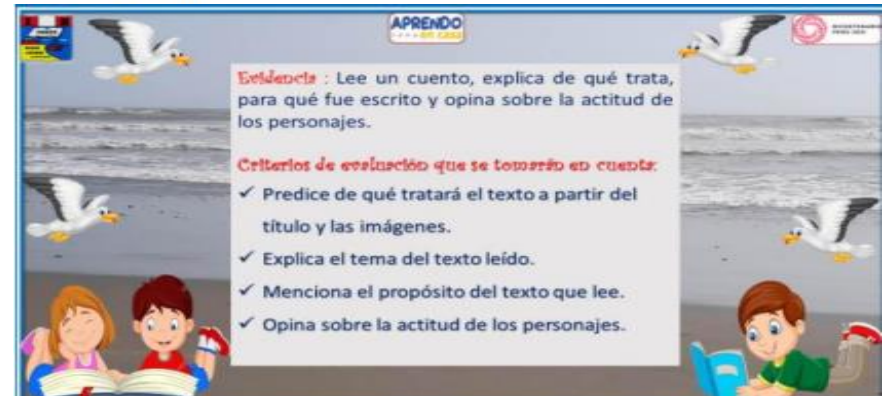 APRENDO
en casa
Evidencia : Lee un cuento, explica de qué trata,
para qué fue escrito y opina sobre la actitud de
los personajes.
Criterios de evaluación que se tomarán en cuenta:
✓ Predice de qué tratará el texto a partir del
título y las imágenes.
✓ Explica el tema del texto leído.
✓ Menciona el propósito del texto que lee.
✓ Opina sobre la actitud de los personajes.